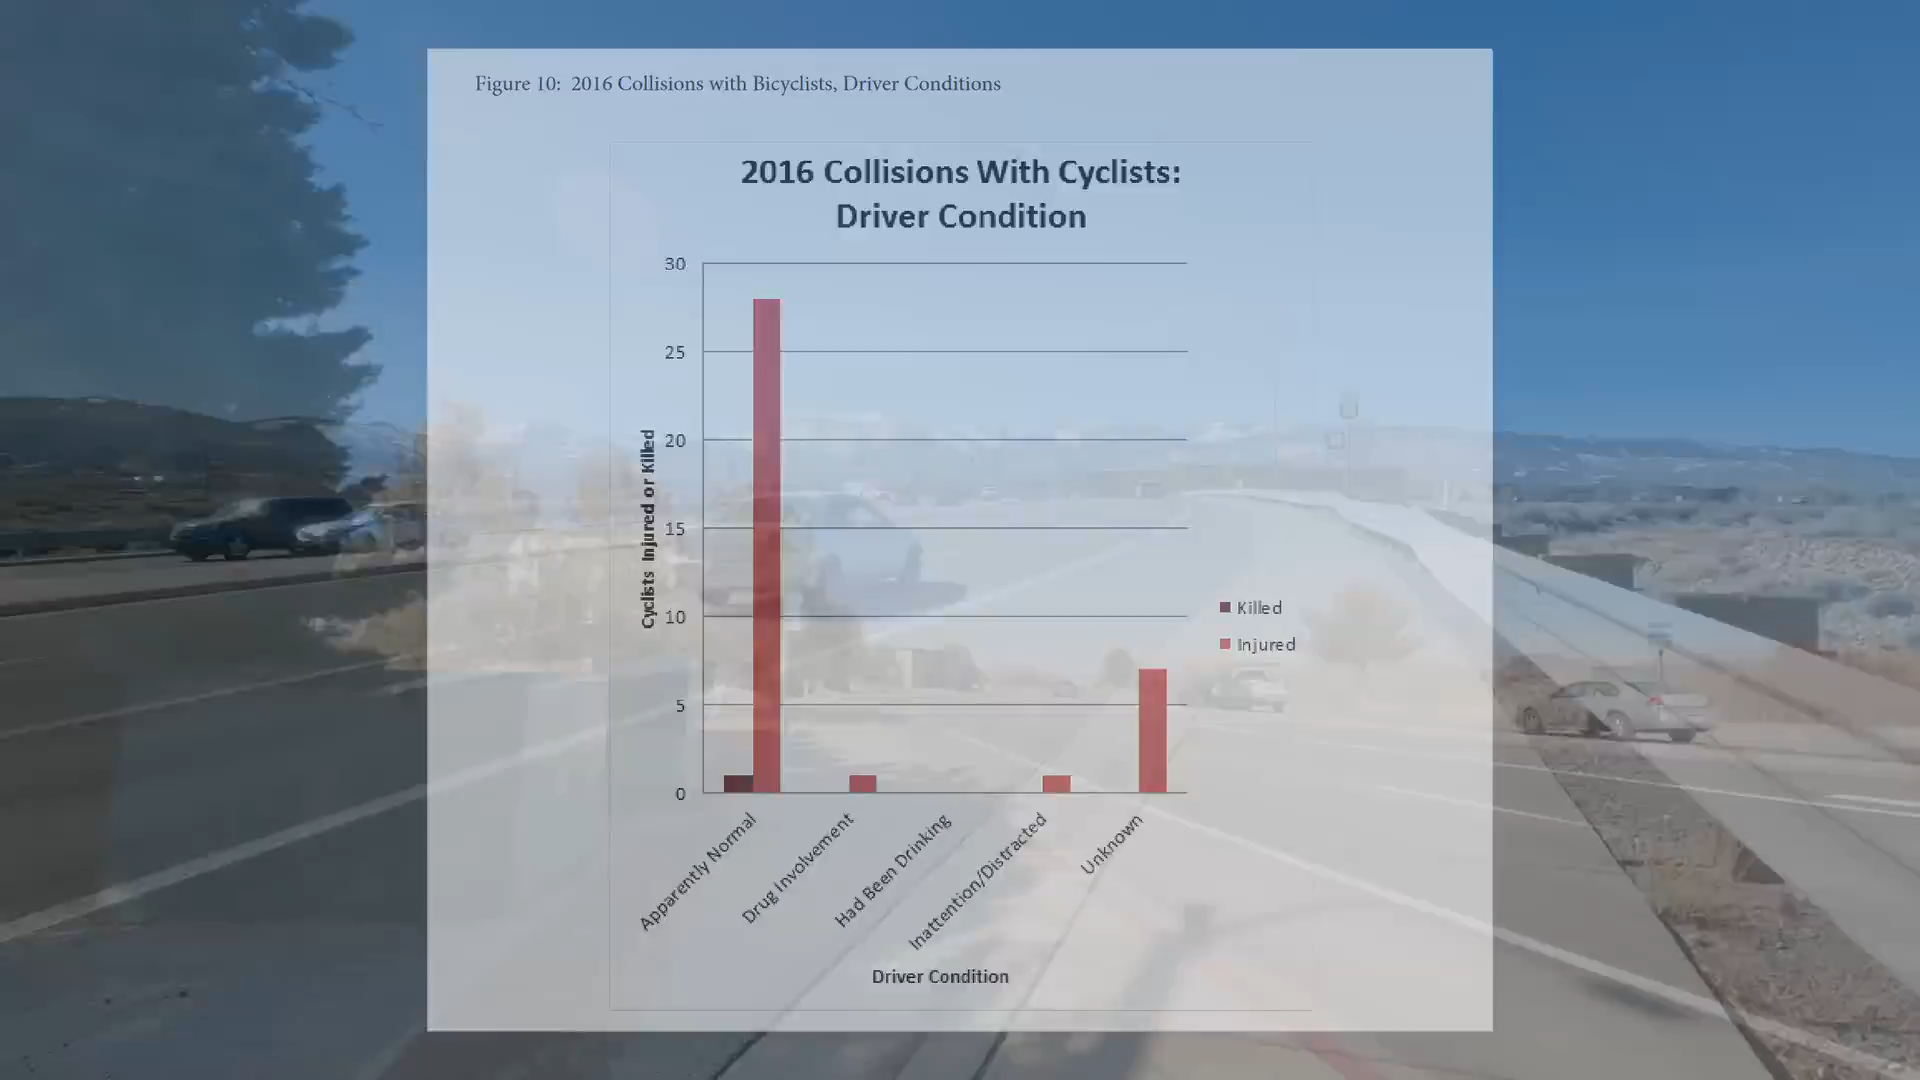 Figure 10: 2016 Collisions with Bicyclists, Driver Conditions
2016 Collisions With Cyclists:
Driver Condition
Cyclists Injured or Killed
30
25
20
15
10
5
0
Killed
Injured
Apparently Normal
Drug Involvement
Had Been Drinking
Inattention/Distracted
Unknown
Driver Condition